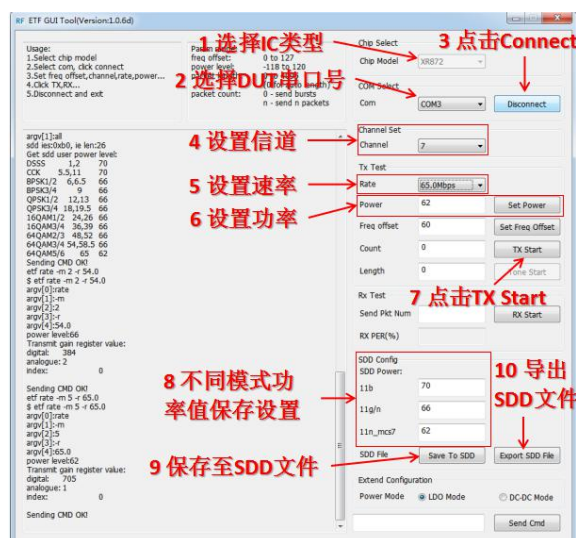 RF ETF GUI Tool(Version:1.0.6d)
Usage:
1.Select chip model
2.Select com, click connect
3.Set freq offset,channel,rate,power...
4.Click TX,RX...
5.Disconnect and exit
freq offset: 0 to 127
power level: -118 to 120
packet count: 0 - send bursts
n - send n packets
1 选择IC类型
2 选择DUT串口号
3 点击Connect
Chip Select
Chip Model XR872
COM Select
Com COM3 Disconnect
4 设置信道
Channel Set
Channel 7
Tx Test
5 设置速率
Rate 65.0Mbps
6 设置功率
Power 62 Set Power
Freq offset 60 Set Freq Offset
Count 0 TX Start
Length 0 Tone Start
7 点击TX Start
Rx Test
Send Pkt Num RX Start
RX PER(%)
SDD Config
SDD Power:
8 不同模式功
率值保存设置
11b 70
11g/n 66
11n_mcs7 62
10 导出
SDD文件
9 保存至SDD文件
SDD File Save To SDD Export SDD File
Extend Configuration
Power Mode LDO Mode DC-DC Mode
Send Cmd
argv[1]:all
sdd ies:0xb0, ie len:26
Get sdd user power level:
DSSS 1,2 70
CCK 5.5,11 70
BPSK1/2 6,6.5 66
BPSK3/4 9 66
QPSK1/2 12,13 66
QPSK3/4 18,19.5 66
16QAM1/2 24,26 66
16QAM3/4 36,39 66
64QAM2/3 48,52 66
64QAM3/4 54,58.5 66
64QAM5/6 65 62
Sending CMD OK!
etf rate -m 2 -r 54.0
$ etf rate -m 2 -r 54.0
argv[0]:rate
argv[1]:-m
argv[2]:2
argv[3]:-r
argv[4]:54.0
power level:66
Transmit gain register value:
digital: 384
analogue: 2
index: 0
Sending CMD OK!
etf rate -m 5 -r 65.0
$ etf rate -m 5 -r 65.0
argv[0]:rate
argv[1]:-m
argv[2]:5
argv[3]:-r
argv[4]:65.0
power level:62
Transmit gain register value:
digital: 705
analogue: 1
index: 0
Sending CMD OK!